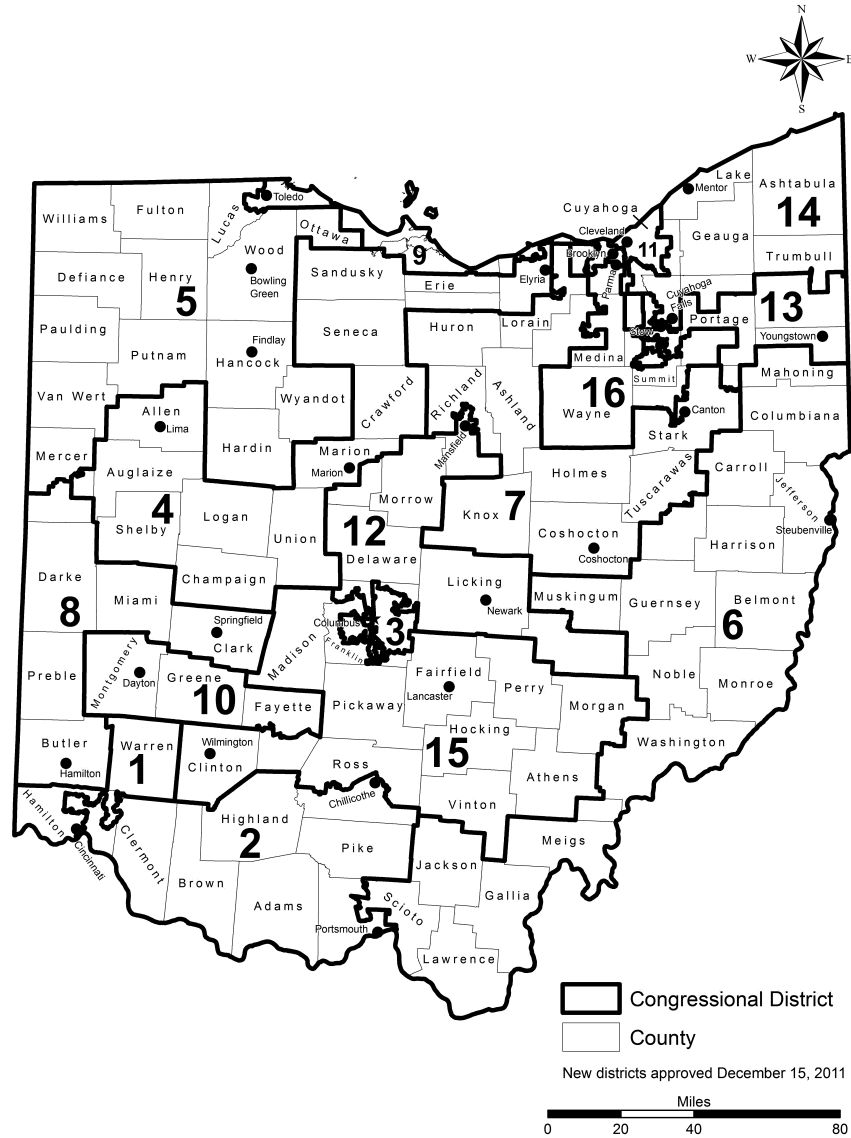 N
W
E
S
Lake
Mentor
Ashtabula
14
Cuyahoga
Cleveland
11
Geauga
Trumbull
Brooklyn
Parma
Williams
Fulton
Lucas
Toledo
Ottawa
9
Wood
Bowling
Green
Sandusky
Erie
Elyria
Cuyahoga
Falls
Defiance
Henry
5
Portage
13
Youngstown
Stow
Paulding
Putnam
Findlay
Hancock
Seneca
Huron
Lorain
Medina
Summit
Mahoning
16
Wayne
Van Wert
Allen
Lima
Wyandot
Crawford
Richland
Mansfield
Ashland
Canton
Stark
Columbiana
Mercer
Auglaize
Hardin
Marion
Marion
Morrow
Holmes
Tuscarawas
Carroll
Jefferson
Steubenville
4
Shelby
Logan
Union
12
Delaware
Knox
7
Coshocton
Coshocton
Harrison
Darke
8
Miami
Champaign
Licking
Newark
Muskingum
Guernsey
Belmont
6
Springfield
Clark
Madison
Columbus
3
Franklin
Preble
Montgomery
Dayton
Greene
10
Fayette
Pickaway
Fairfield
Lancaster
Perry
Morgan
Noble
Monroe
Washington
Butler
Hamilton
Warren
1
Wilmington
Clinton
Ross
Chillicothe
Hocking
15
Athens
Vinton
Hamilton
Cincinnati
Clermont
Highland
2
Pike
Jackson
Meigs
Brown
Adams
Scioto
Portsmouth
Gallia
Lawrence
Congressional District
County
New districts approved December 15, 2011
Miles
0 20 40 80